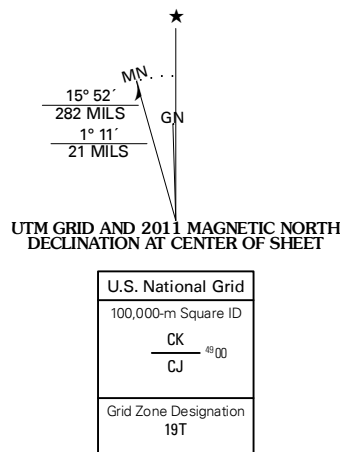 ★
MN
15° 52´
282 MILS
GN
1° 11´
21 MILS
UTM GRID AND 2011 MAGNETIC NORTH
DECLINATION AT CENTER OF SHEET
U.S. National Grid
100,000-m Square ID
CK
4900
CJ
Grid Zone Designation
19T